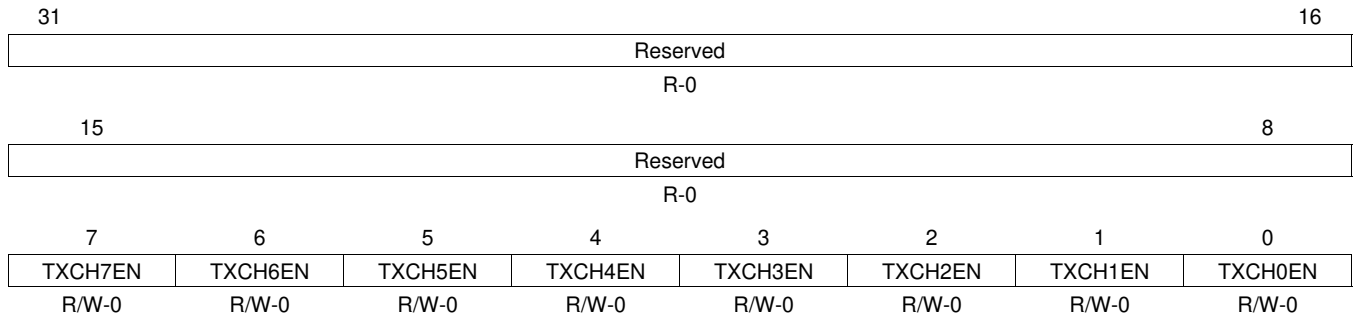 31 16
Reserved
R-0
15 8
Reserved
R-0
7 6 5 4 3 2 1 0
TXCH7EN TXCH6EN TXCH5EN TXCH4EN TXCH3EN TXCH2EN TXCH1EN TXCH0EN
R/W-0 R/W-0 R/W-0 R/W-0 R/W-0 R/W-0 R/W-0 R/W-0